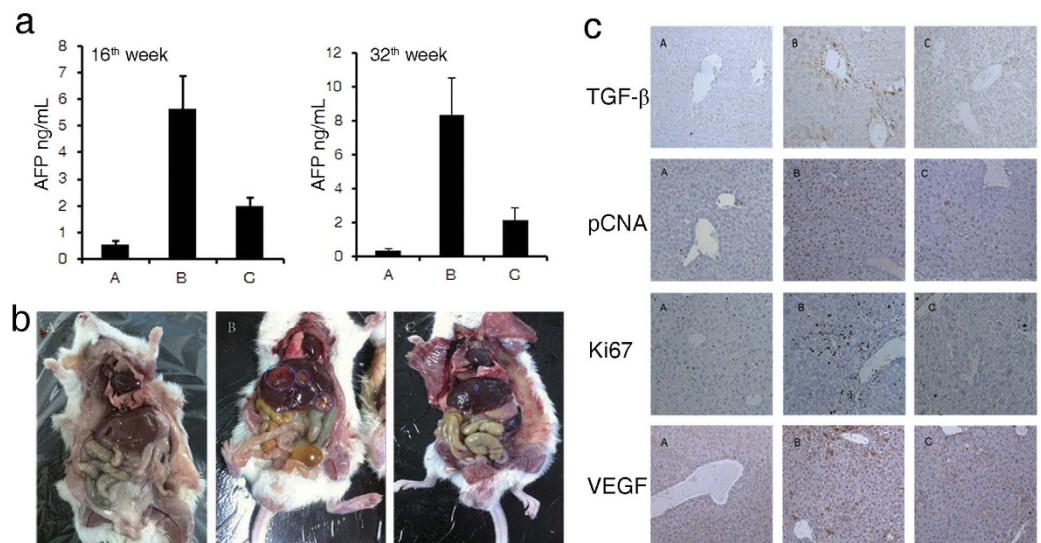 a
16th week
AFP ng/mL
8
7
6
5
4
3
2
1
0
A B C
32th week
AFP ng/mL
12
10
8
6
4
2
0
A B C
b
A B C
c
TGF-β
A B C
pCNA
A B C
Ki67
A B C
VEGF
A B C